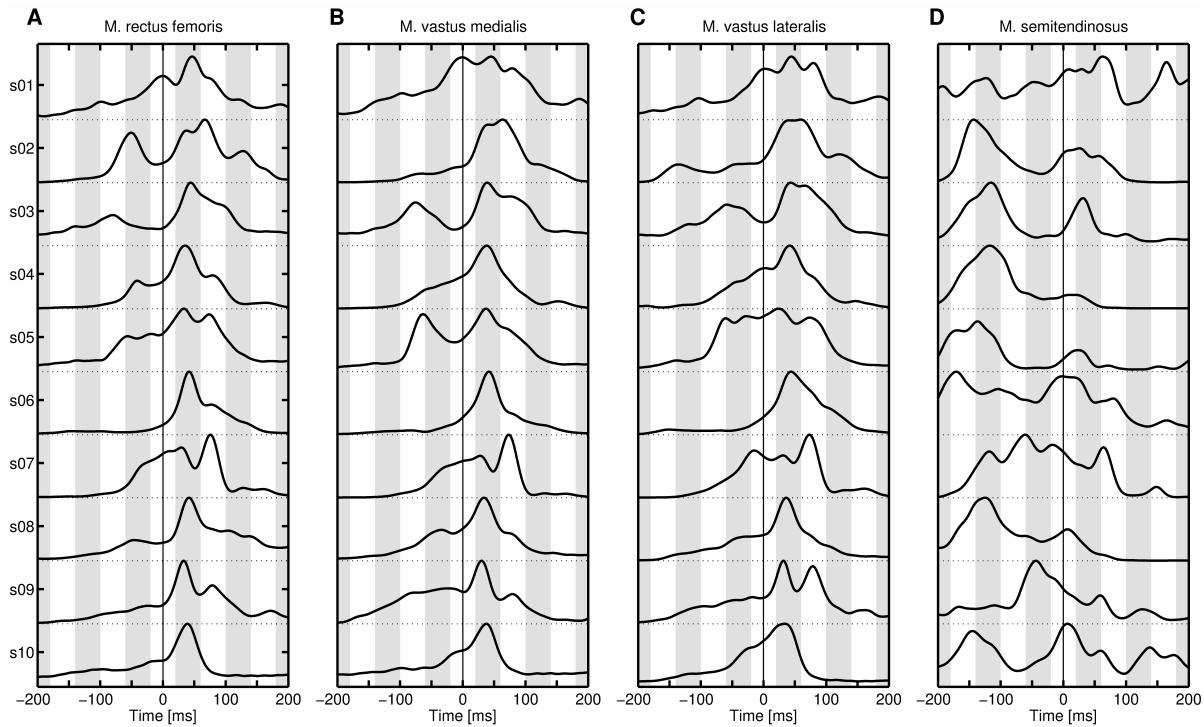 A B C D
M. rectus femoris M. vastus medialis M. vastus lateralis M. semitendinosus
s01
s02
s03
s04
s05
s06
s07
s08
s09
s10
−200 −100 0 100 200 −200 −100 0 100 200 −200 −100 0 100 200 −200 −100 0 100 200
Time [ms] Time [ms] Time [ms] Time [ms]